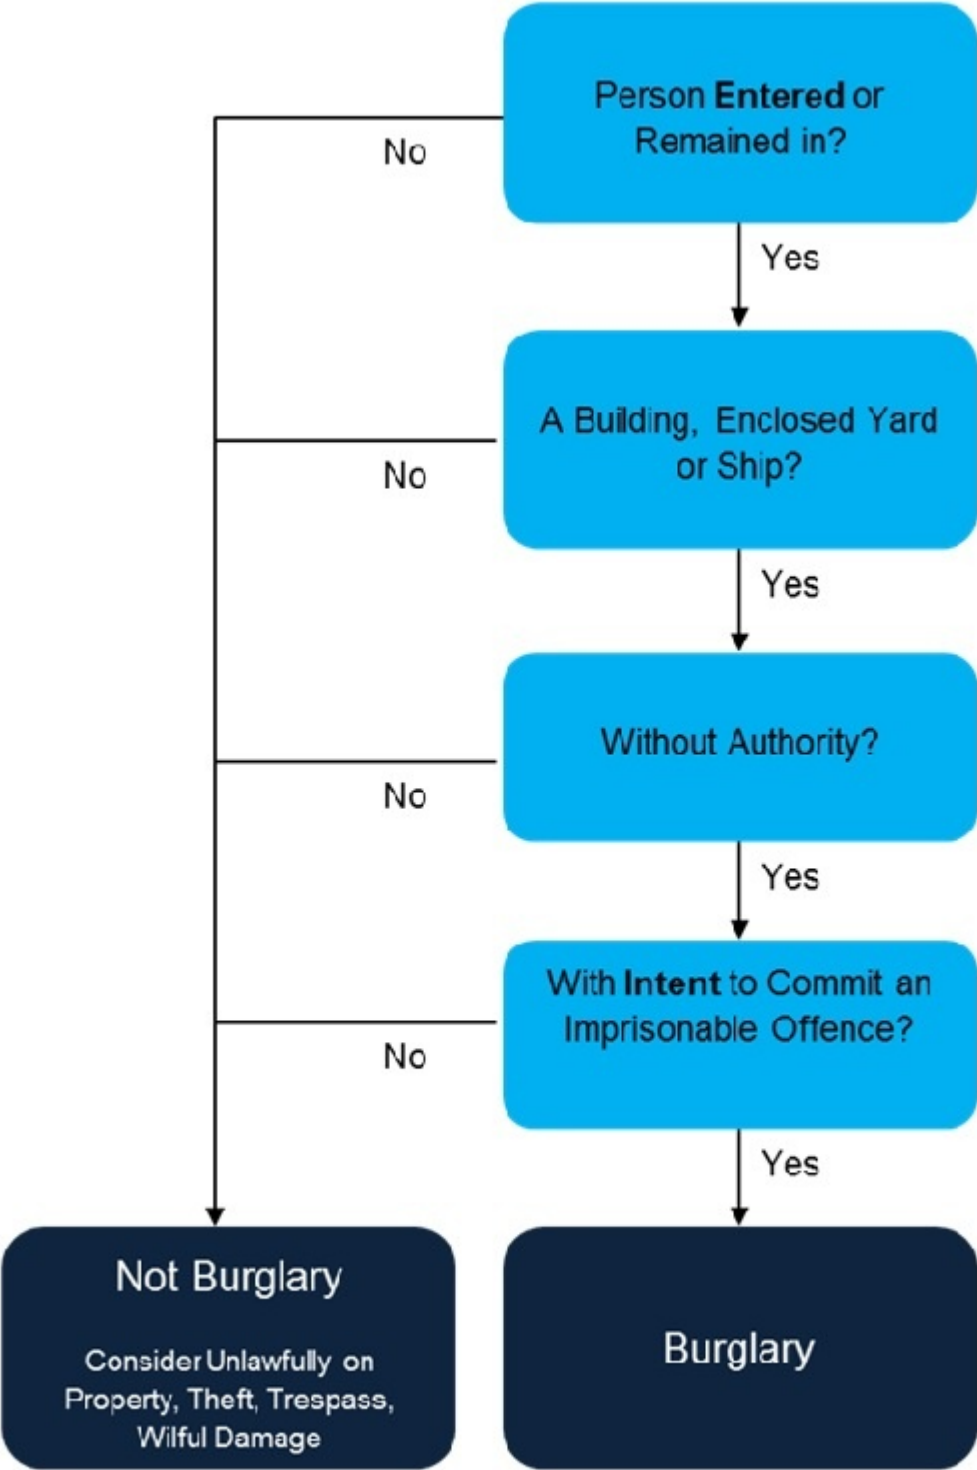 Person Entered or
Remained in?
No
Yes
A Building, Enclosed Yard
or Ship?
No
Yes
Without Authority?
No
Yes
With Intent to Commit an
Imprisonable Offence?
No
Yes
Not Burglary
Consider Unlawfully on
Property, Theft, Trespass,
Wilful Damage
Burglary